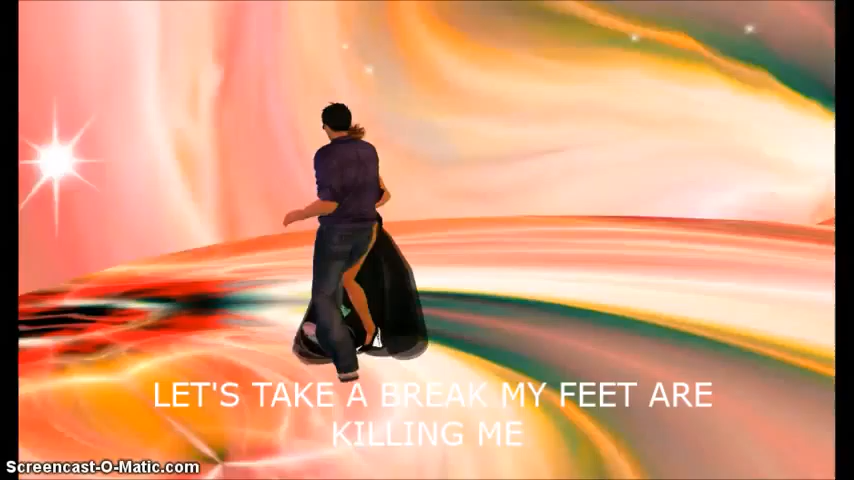 LET'S TAKE A BREAK MY FEET ARE
KILLING ME
Screencast-O-Matic.com